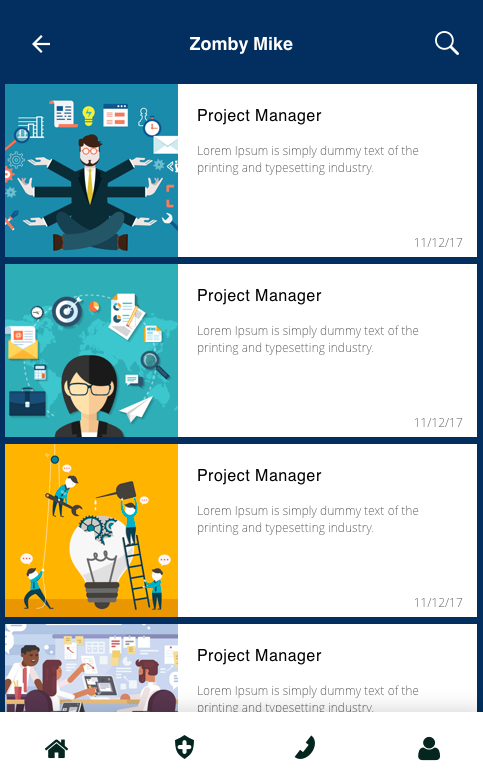 Zomby Mike
Project Manager
Lorem Ipsum is simply dummy text of the
printing and typesetting industry.
11/12/17
Project Manager
Lorem Ipsum is simply dummy text of the
printing and typesetting industry.
11/12/17
Project Manager
Lorem Ipsum is simply dummy text of the
printing and typesetting industry.
11/12/17
Project Manager
Lorem Ipsum is simply dummy text of the